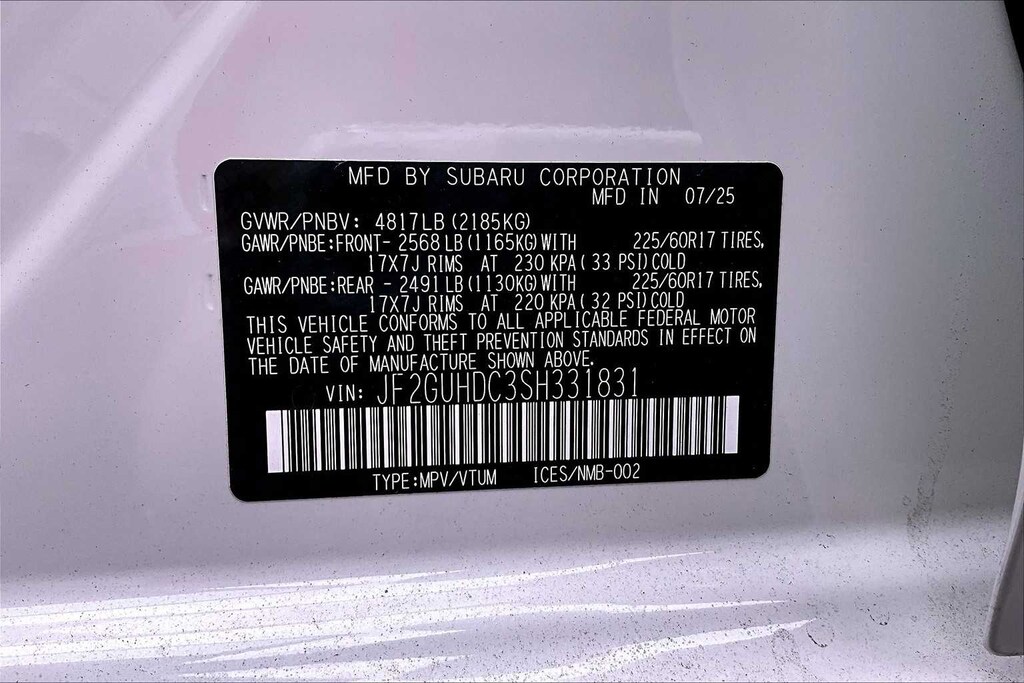 MFD BY SUBARU CORPORATION
MFD IN 07/25
GVWR/PNBV: 4817LB (2185KG)
GAWR/PNBE:FRONT- 2568 LB (1165KG) WITH 225/60R17 TIRES,
17X7J RIMS AT 230 KPA ( 33 PSI) COLD
GAWR/PNBE:REAR - 2491 LB (1130KG) WITH 225/60R17 TIRES,
17X7J RIMS AT 220 KPA ( 32 PSI) COLD
THIS VEHICLE CONFORMS TO ALL APPLICABLE FEDERAL MOTOR
VEHICLE SAFETY AND THEFT PREVENTION STANDARDS IN EFFECT ON
THE DATE OF MANUFACTURE SHOWN ABOVE.
VIN: JF2GUHDC3SH331831
TYPE:MPV/VTUM ICES/NMB-002